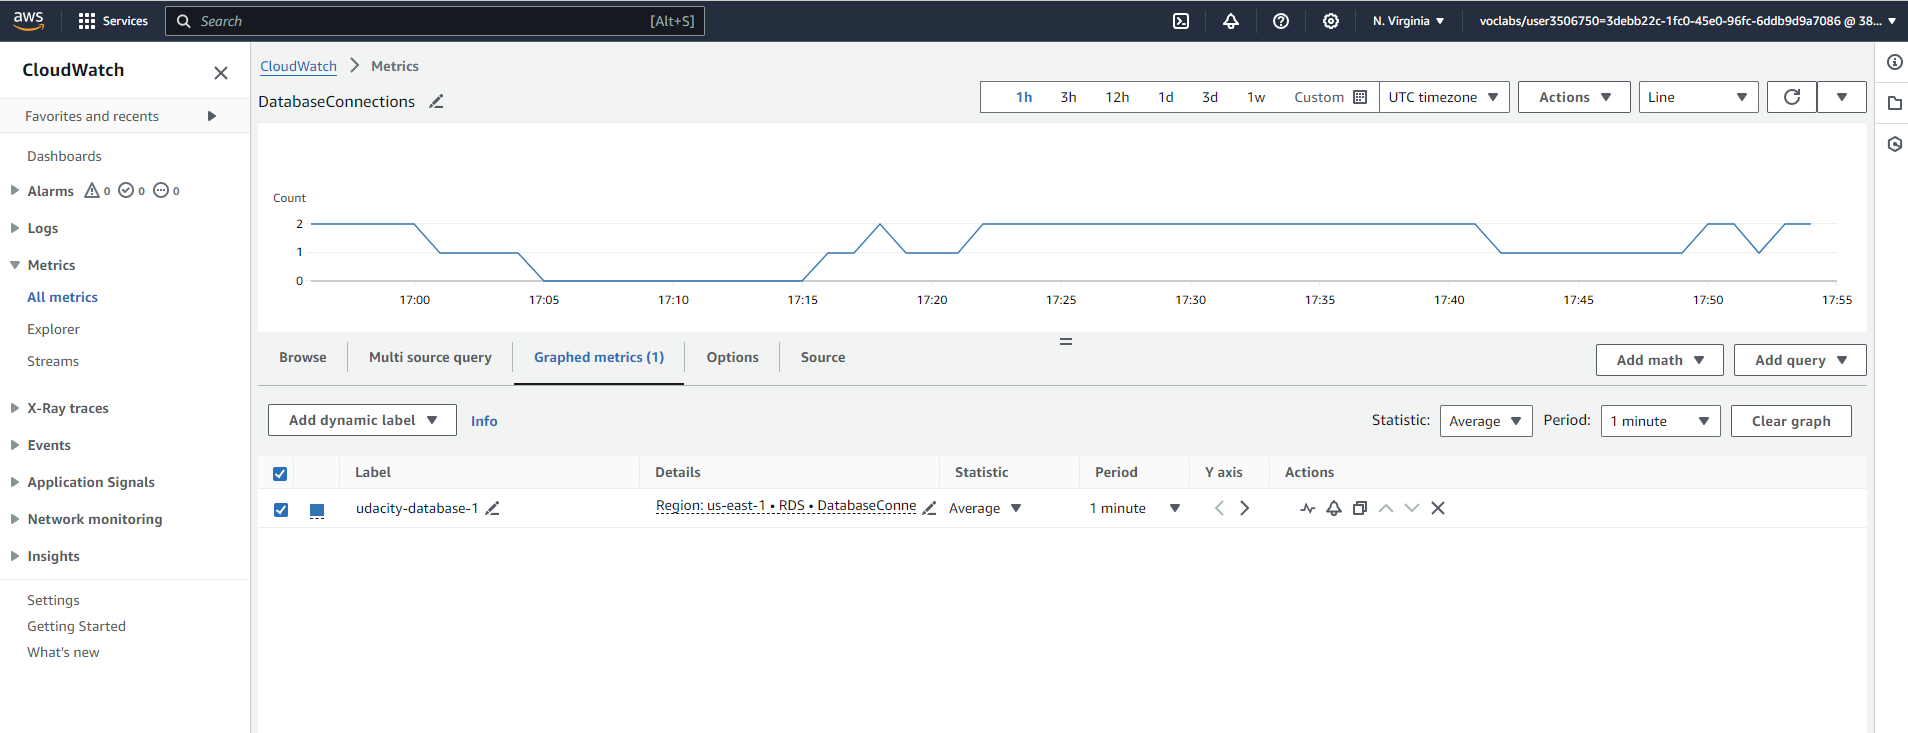 aws Services Search [Alt+S] N. Virginia voclabs/user3506750=3debb22c-1fc0-45e0-96fc-6ddb9d9a7086 @ 38...
CloudWatch
Favorites and recents
Dashboards
Alarms 0 0 0
Logs
Metrics
All metrics
Explorer
Streams
X-Ray traces
Events
Application Signals
Network monitoring
Insights
Settings
Getting Started
What's new
CloudWatch Metrics
DatabaseConnections
1h 3h 12h 1d 3d 1w Custom UTC timezone Actions Line
Count
2
1
0
17:00 17:05 17:10 17:15 17:20 17:25 17:30 17:35 17:40 17:45 17:50 17:55
Browse Multi source query Graphed metrics (1) Options Source Add math Add query
Add dynamic label Info Statistic: Average Period: 1 minute Clear graph
Label Details Statistic Period Y axis Actions
udacity-database-1 Region: us-east-1 • RDS • DatabaseConne Average 1 minute